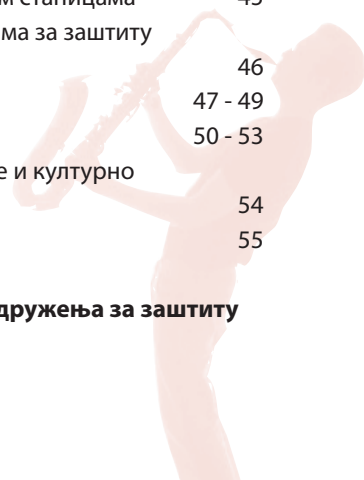 станицама 45
ма за заштиту
46
47 - 49
50 - 53
е и културно
54
55
дружења за заштиту